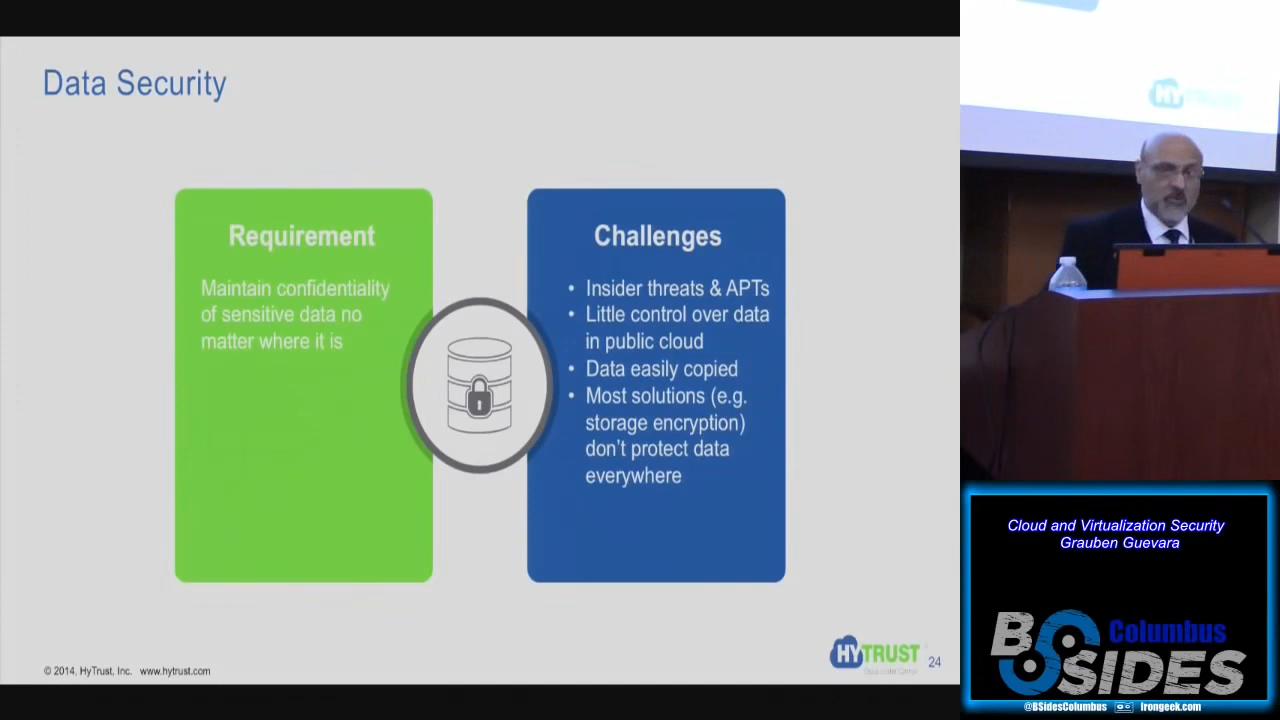 Data Security
Requirement
Maintain confidentiality
of sensitive data no
matter where it is
Challenges
• Insider threats & APTs
• Little control over data
in public cloud
• Data easily copied
• Most solutions (e.g.
storage encryption)
don't protect data
everywhere
© 2014, HyTrust, Inc. www.hytrust.com
HYTRUST
24
HYTRUST
Cloud and Virtualization Security
Grauben Guevara
BSIDES
Columbus
@BSidesColumbus Irongeek.com